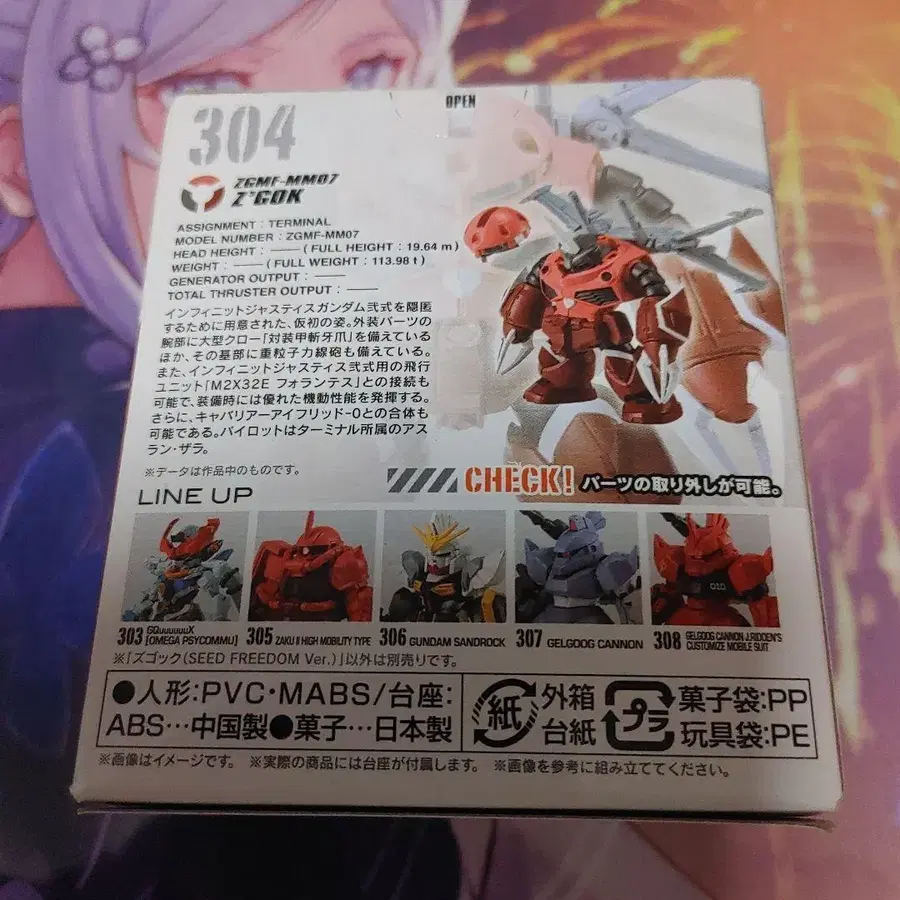 OPEN
304
ZGMF-MM07
Z'GOK
ASSIGNMENT : TERMINAL
MODEL NUMBER : ZGMF-MM07
HEAD HEIGHT : —— ( FULL HEIGHT : 19.64 m )
WEIGHT : —— ( FULL WEIGHT : 113.98 t )
GENERATOR OUTPUT : ——
TOTAL THRUSTER OUTPUT : ——
インフィニットジャスティスガンダム弐式を隠匿
するために用意された、仮初の姿。外装パーツの
腕部に大型クロー「対装甲斬牙爪」を備えている
ほか、その基部に重粒子力線砲も備えている。
また、インフィニットジャスティス弐式用の飛行
ユニット「M2X32E フォランテス」との接続も
可能で、装備時には優れた機動性能を発揮する。
さらに、キャバリアーアイフリッド-0との合体も
可能である。パイロットはターミナル所属のアス
ラン・ザラ。
※データは作品中のものです。
CHECK! パーツの取り外しが可能。
LINE UP
303 GQuuuuuuX [OMEGA PSYCOMMU]
305 ZAKU II HIGH MOBILITY TYPE
306 GUNDAM SANDROCK
307 GELGOOG CANNON
308 GELGOOG CANNON J.RIDDEN'S CUSTOMIZE MOBILE SUIT
※「ズゴック(SEED FREEDOM Ver.)」以外は別売りです。
●人形:PVC・MABS/台座:
ABS…中国製●菓子…日本製
紙 外箱
台紙
プラ 菓子袋:PP
玩具袋:PE
※画像はイメージです。 ※実際の商品には台座が付属します。 ※画像を参考に組み立ててください。